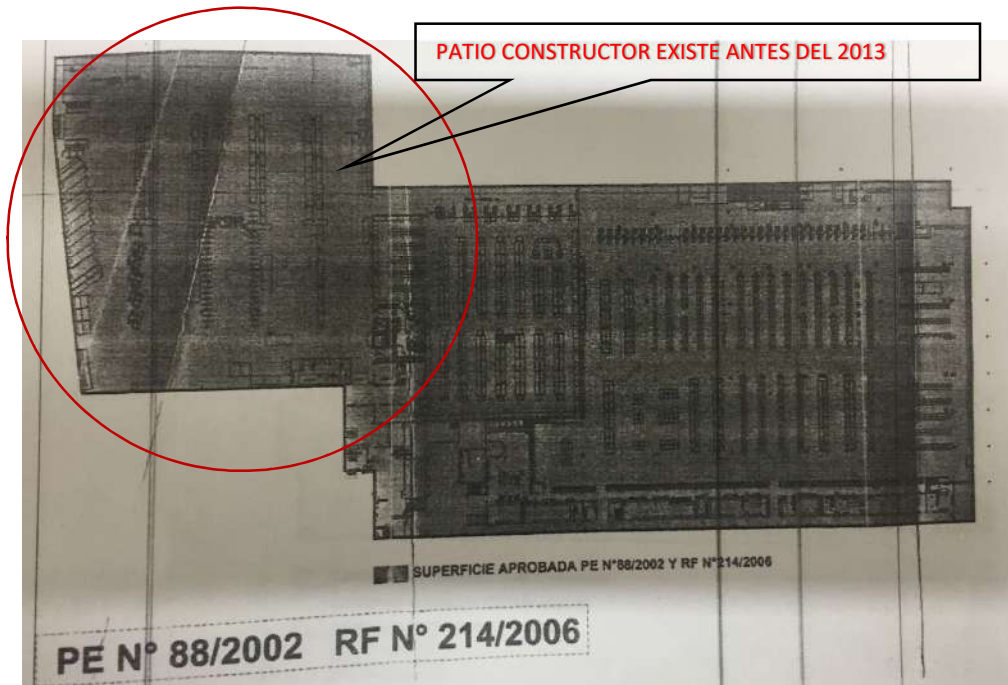 PATIO CONSTRUCTOR EXISTE ANTES DEL 2013
SUPERFICIE APROBADA PE N°88/2002 Y RF N°214/2006
PE N° 88/2002 RF N° 214/2006